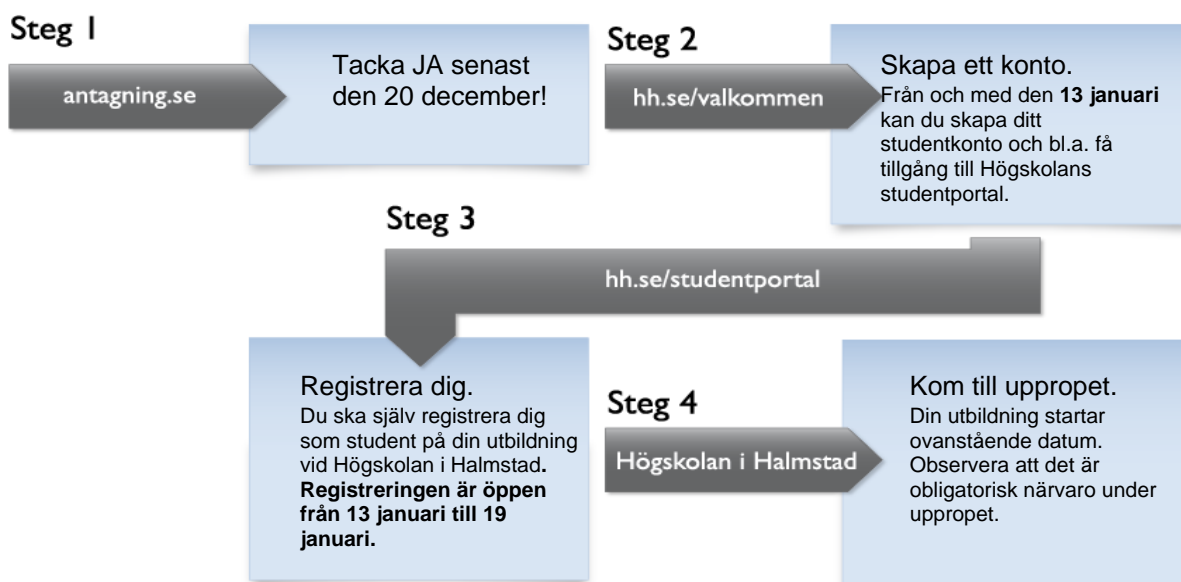 Steg 1
antagning.se
Tacka JA senast
den 20 december!
Steg 2
hh.se/valkommen
Skapa ett konto.
Från och med den 13 januari
kan du skapa ditt
studentkonto och bl.a. få
tillgång till Högskolans
studentportal.
Steg 3
hh.se/studentportal
Registrera dig.
Du ska själv registrera dig
som student på din utbildning
vid Högskolan i Halmstad.
Registreringen är öppen
från 13 januari till 19
januari.
Steg 4
Högskolan i Halmstad
Kom till uppropet.
Din utbildning startar
ovanstående datum.
Observera att det är
obligatorisk närvaro under
uppropet.